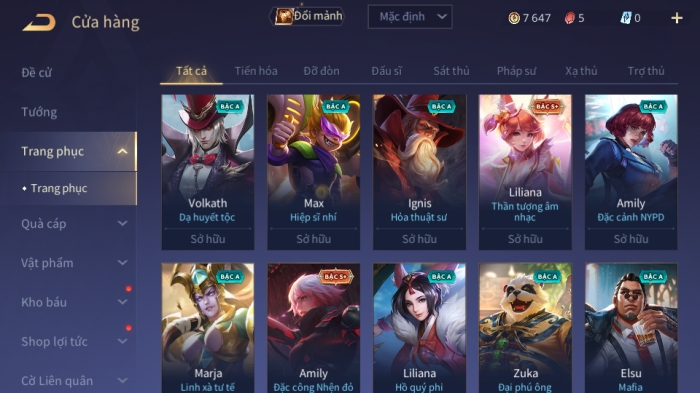 Cửa hàng
Đổi mảnh
Mặc định
7 647
5
0
Đề cử
Tướng
Trang phục
Trang phục
Quà cáp
Vật phẩm
Kho báu
Shop lợi tức
Cờ Liên quân
Tất cả Tiến hóa Đỡ đòn Đấu sĩ Sát thủ Pháp sư Xạ thủ Trợ thủ
BẬC A BẬC A BẬC A BẬC S+ BẬC A
Volkath Max Ignis Liliana Amily
Dạ huyết tộc Hiệp sĩ nhí Hỏa thuật sư Thần tượng âm Đặc cảnh NYPD
nhạc
Sở hữu Sở hữu Sở hữu Sở hữu Sở hữu
BẬC A BẬC S+ BẬC A BẬC A BẬC A
Marja Amily Liliana Zuka Elsu
Linh xà tư tế Đặc công Nhện đỏ Hồ quý phi Đại phú ông Mafia